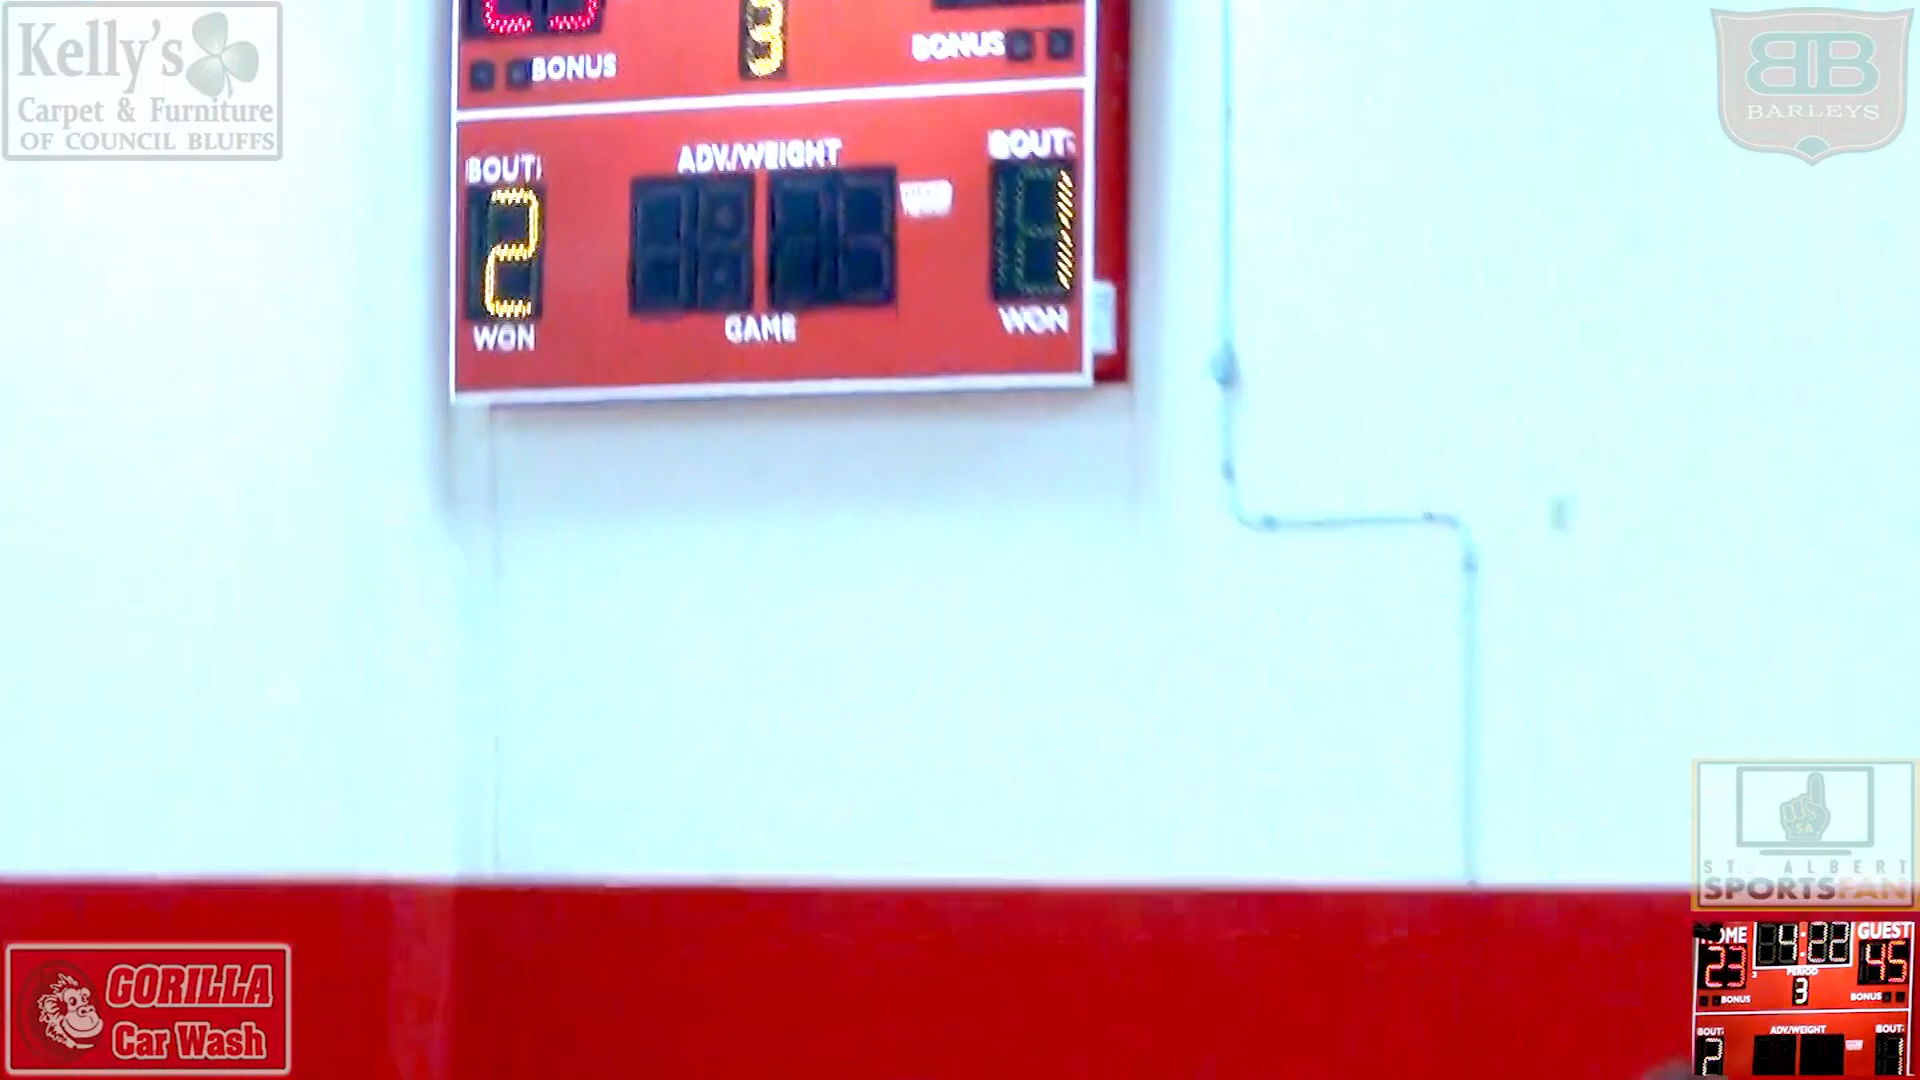 Kelly's
Carpet & Furniture
OF COUNCIL BLUFFS
BB
BARLEYS
3
BONUS
BONUS
BOUT
ADV/WEIGHT
BOUT
2
1
WON
GAME
WON
SA
ST. ALBERT
SPORTSFAN
GORILLA
Car Wash
4:22
GUEST
23
45
PERIOD
3
BONUS
BONUS
BOUT
ADV/WEIGHT
BOUT
2
1